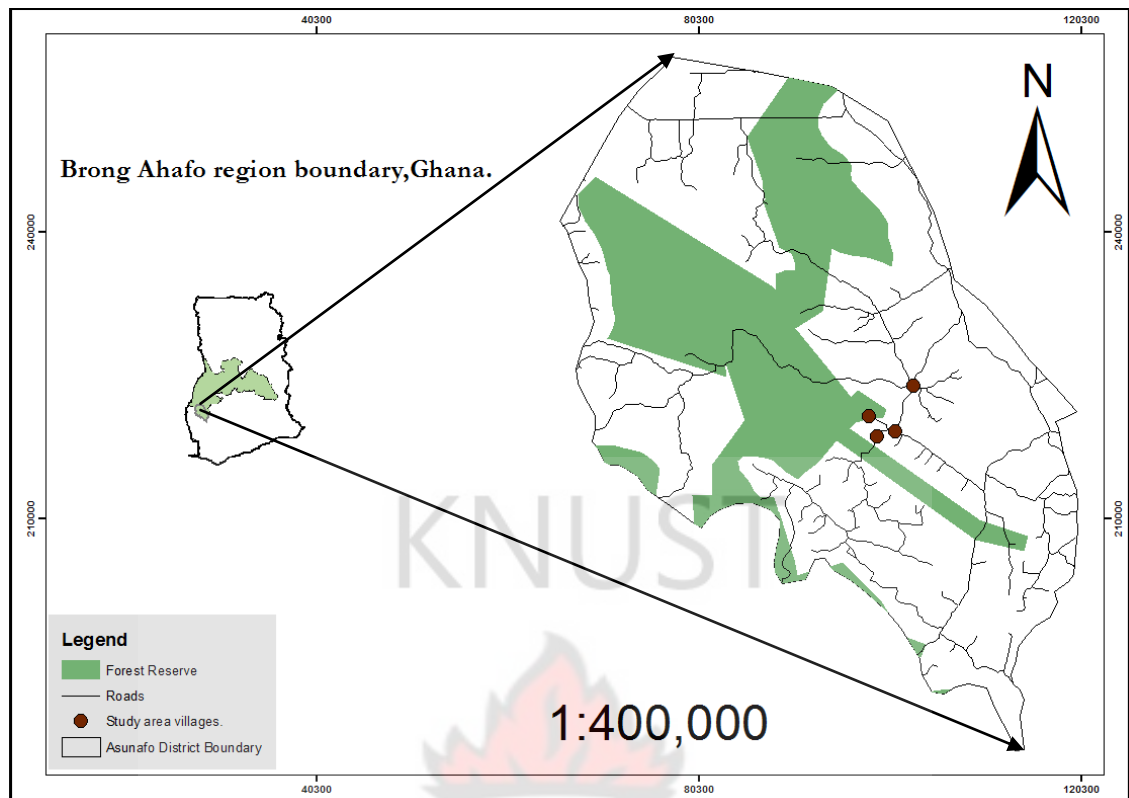 40300 80300 120300
N
Brong Ahafo region boundary,Ghana.
240000 240000
210000 210000
KNUST
Legend
Forest Reserve
Roads
Study area villages.
Asunafo District Boundary
1:400,000
40300 80300 120300